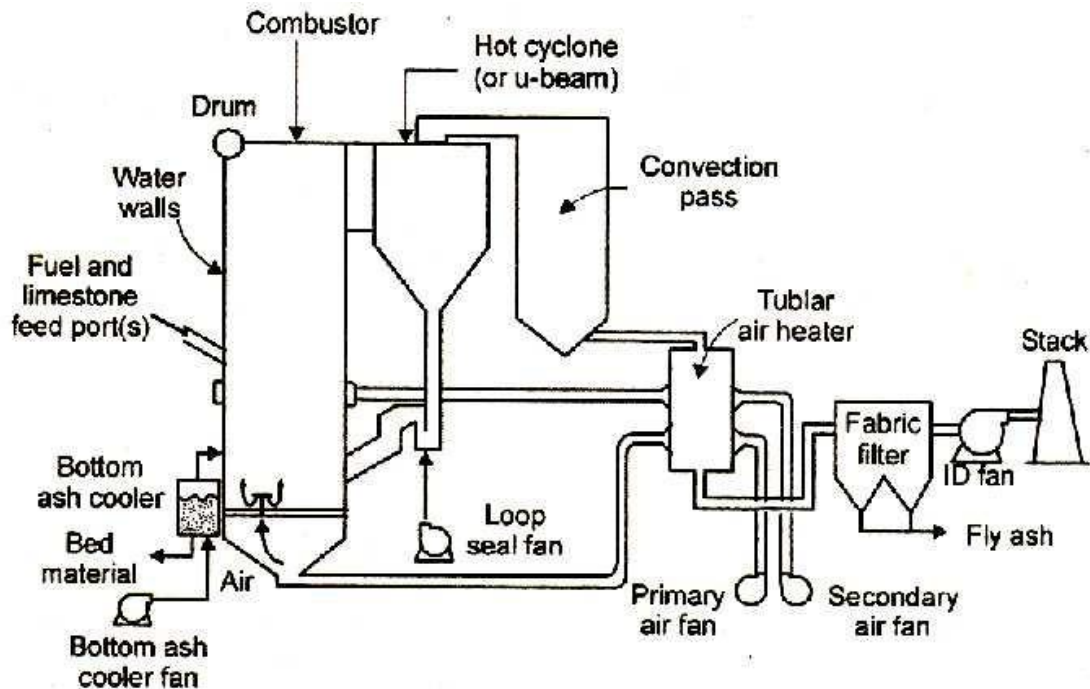 Combustor
Hot cyclone
(or u-beam)
Drum
Water
walls
Convection
pass
Fuel and
limestone
feed port(s)
Tublar
air heater
Stack
Fabric
filter
ID fan
Bottom
ash cooler
Loop
seal fan
Fly ash
Bed
material
Air
Primary
air fan
Secondary
air fan
Bottom ash
cooler fan